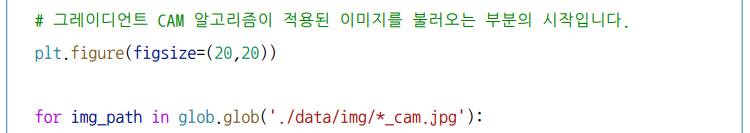 # 그레이디언트 CAM 알고리즘이 적용된 이미지를 불러오는 부분의 시작입니다.
plt.figure(figsize=(20,20))
for img_path in glob.glob('./data/img/*_cam.jpg'):